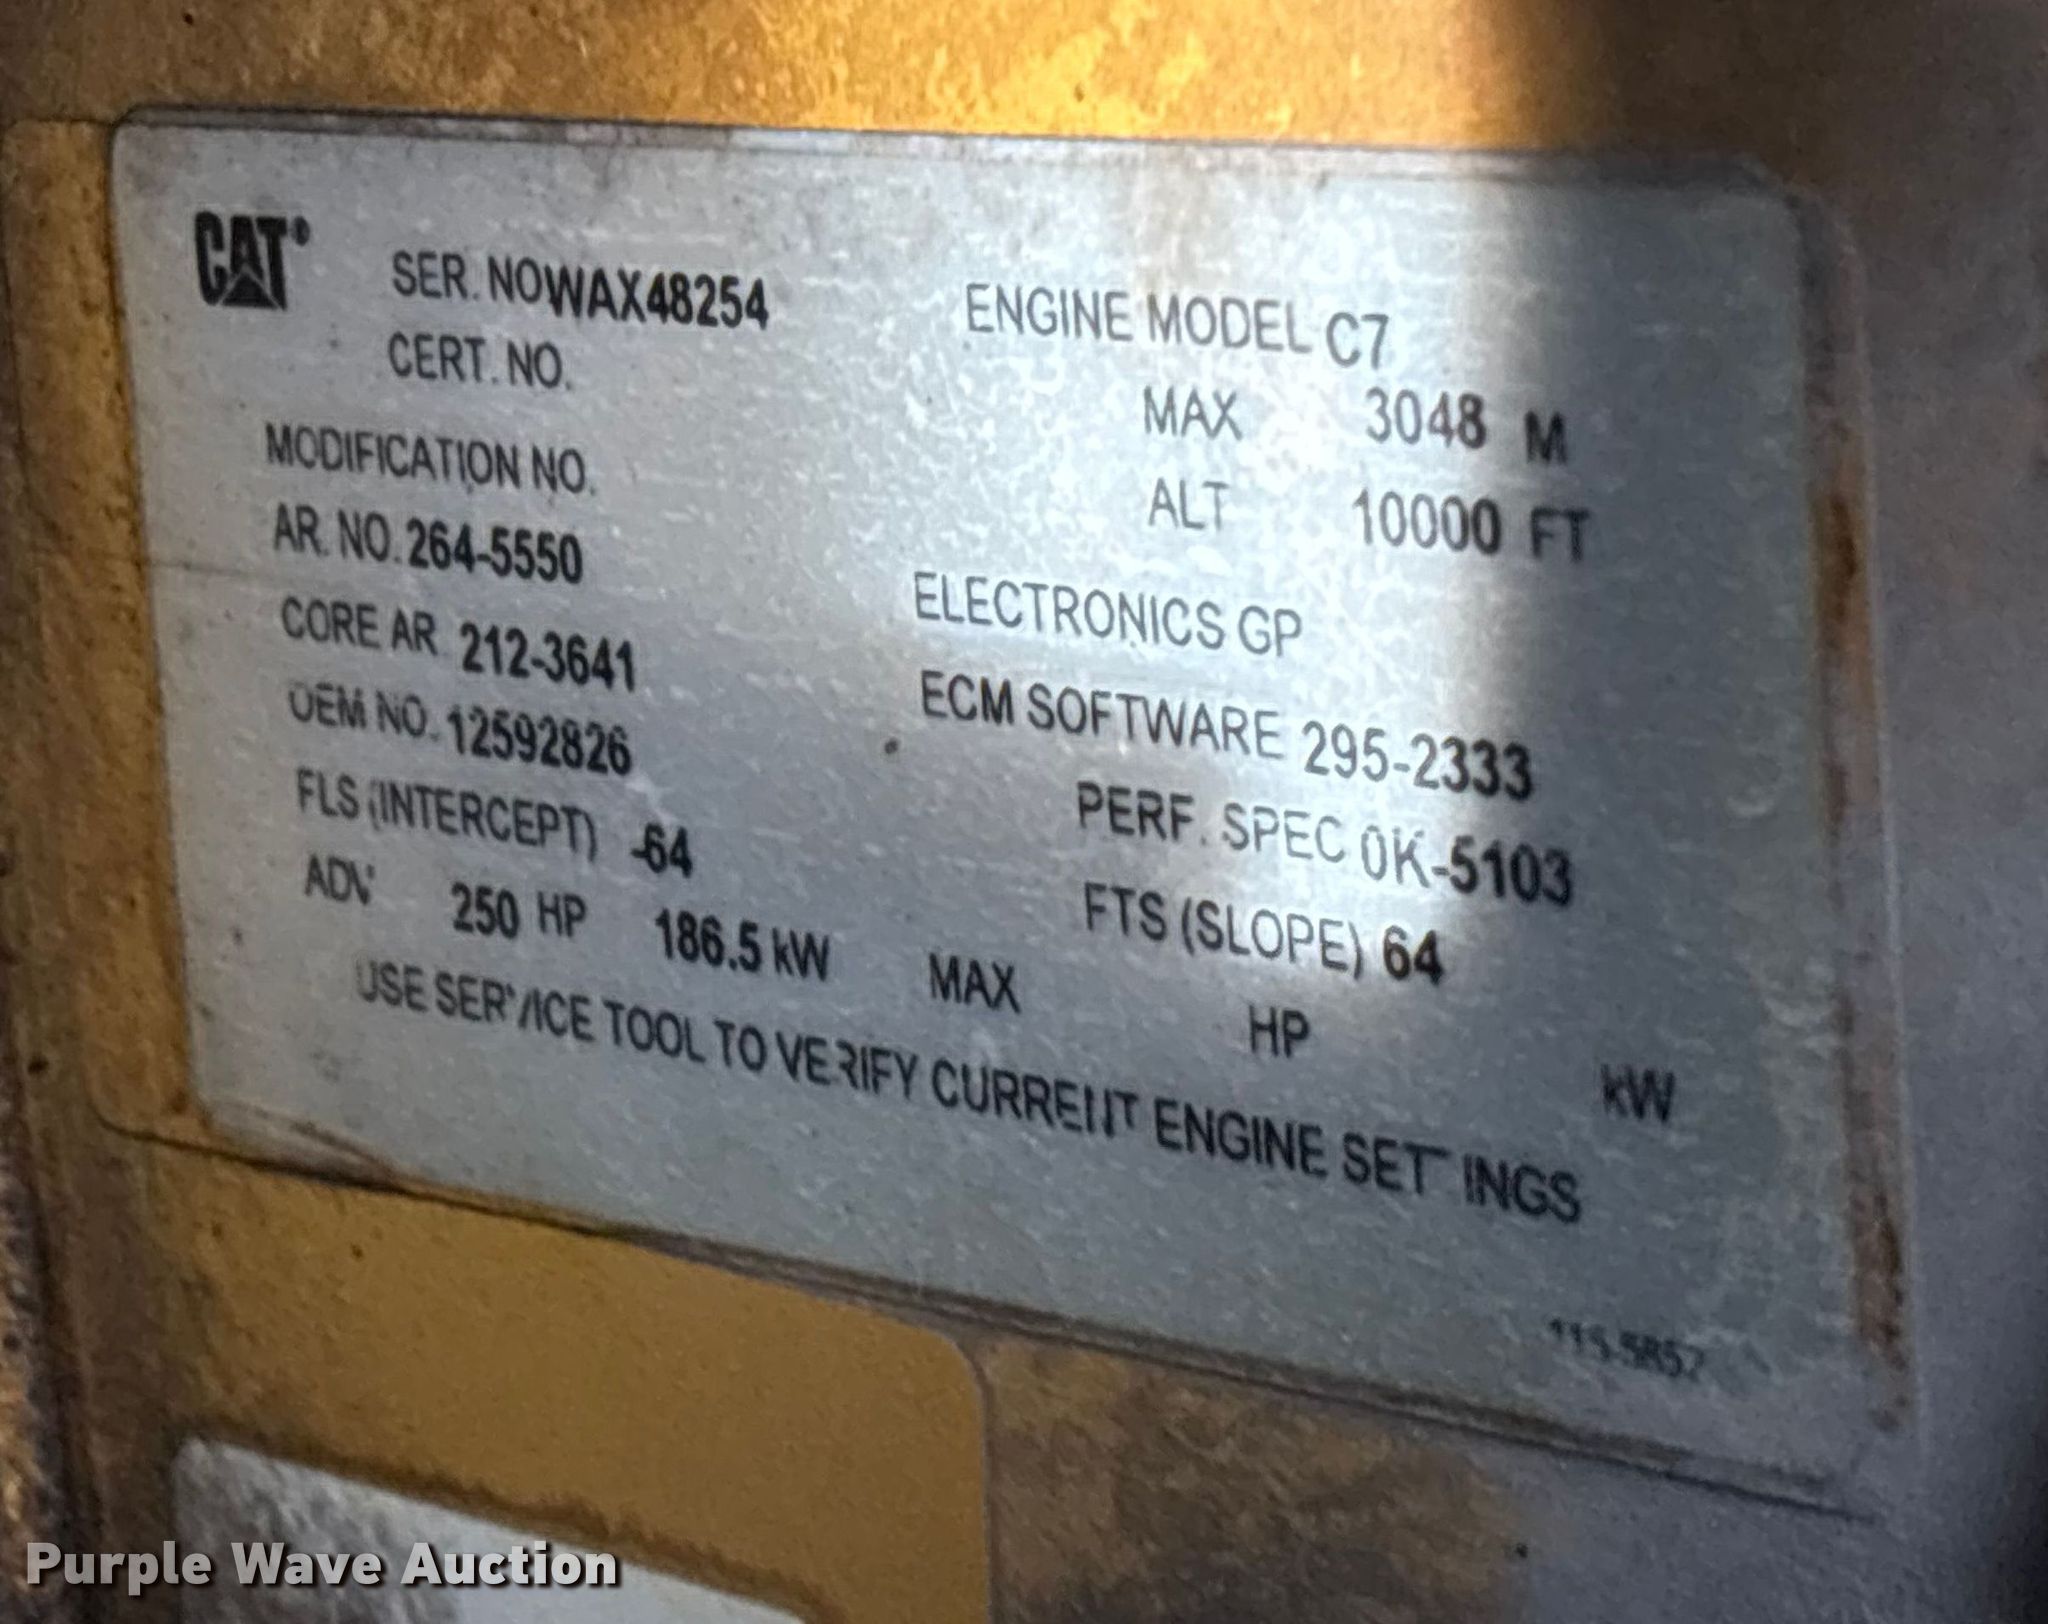 CAT® SER. NOWAX48254 ENGINE MODEL C7
CERT. NO. MAX 3048 M
MODIFICATION NO. ALT 10000 FT
AR. NO. 264-5550 ELECTRONICS GP
CORE AR 212-3641 ECM SOFTWARE 295-2333
OEM NO. 12592826 PERF. SPEC 0K-5103
FLS (INTERCEPT) -64 FTS (SLOPE) 64
ADV 250 HP 186.5 kW MAX HP kW
USE SERVICE TOOL TO VERIFY CURRENT ENGINE SETTINGS
115-5857
Purple Wave Auction